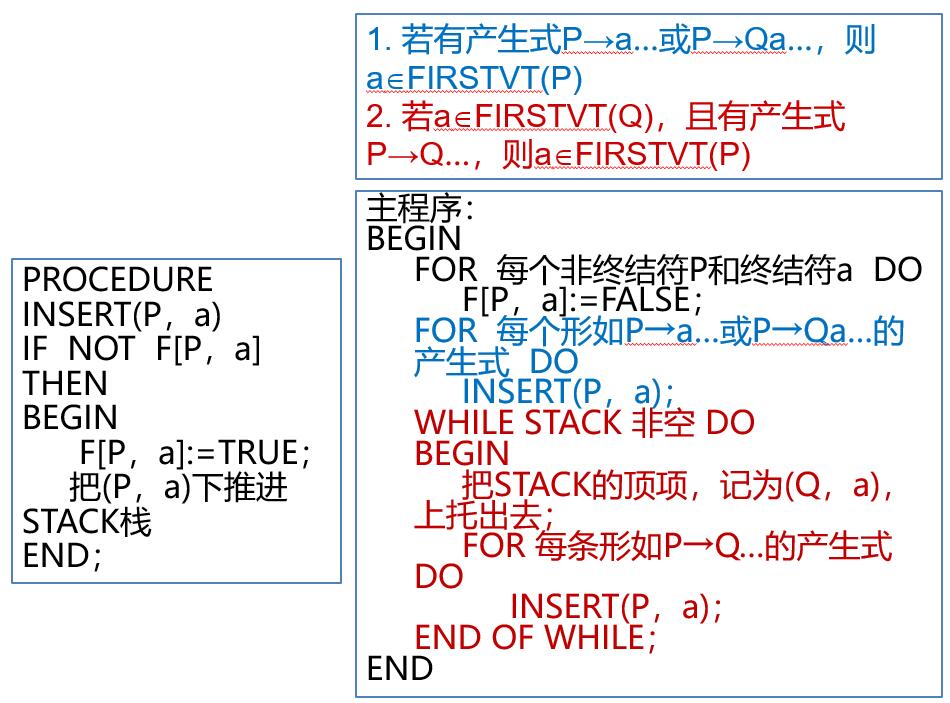 1. 若有产生式P→a…或P→Qa…，则
a∈FIRSTVT(P)
2. 若a∈FIRSTVT(Q)，且有产生式
P→Q…，则a∈FIRSTVT(P)
PROCEDURE
INSERT(P，a)
IF NOT F[P，a]
THEN
BEGIN
F[P，a]:=TRUE；
把(P，a)下推进
STACK栈
END；
主程序：
BEGIN
FOR 每个非终结符P和终结符a DO
F[P，a]:=FALSE；
FOR 每个形如P→a…或P→Qa…的
产生式 DO
INSERT(P，a)；
WHILE STACK 非空 DO
BEGIN
把STACK的顶项，记为(Q，a)，
上托出去；
FOR 每条形如P→Q…的产生式
DO
INSERT(P，a)；
END OF WHILE；
END